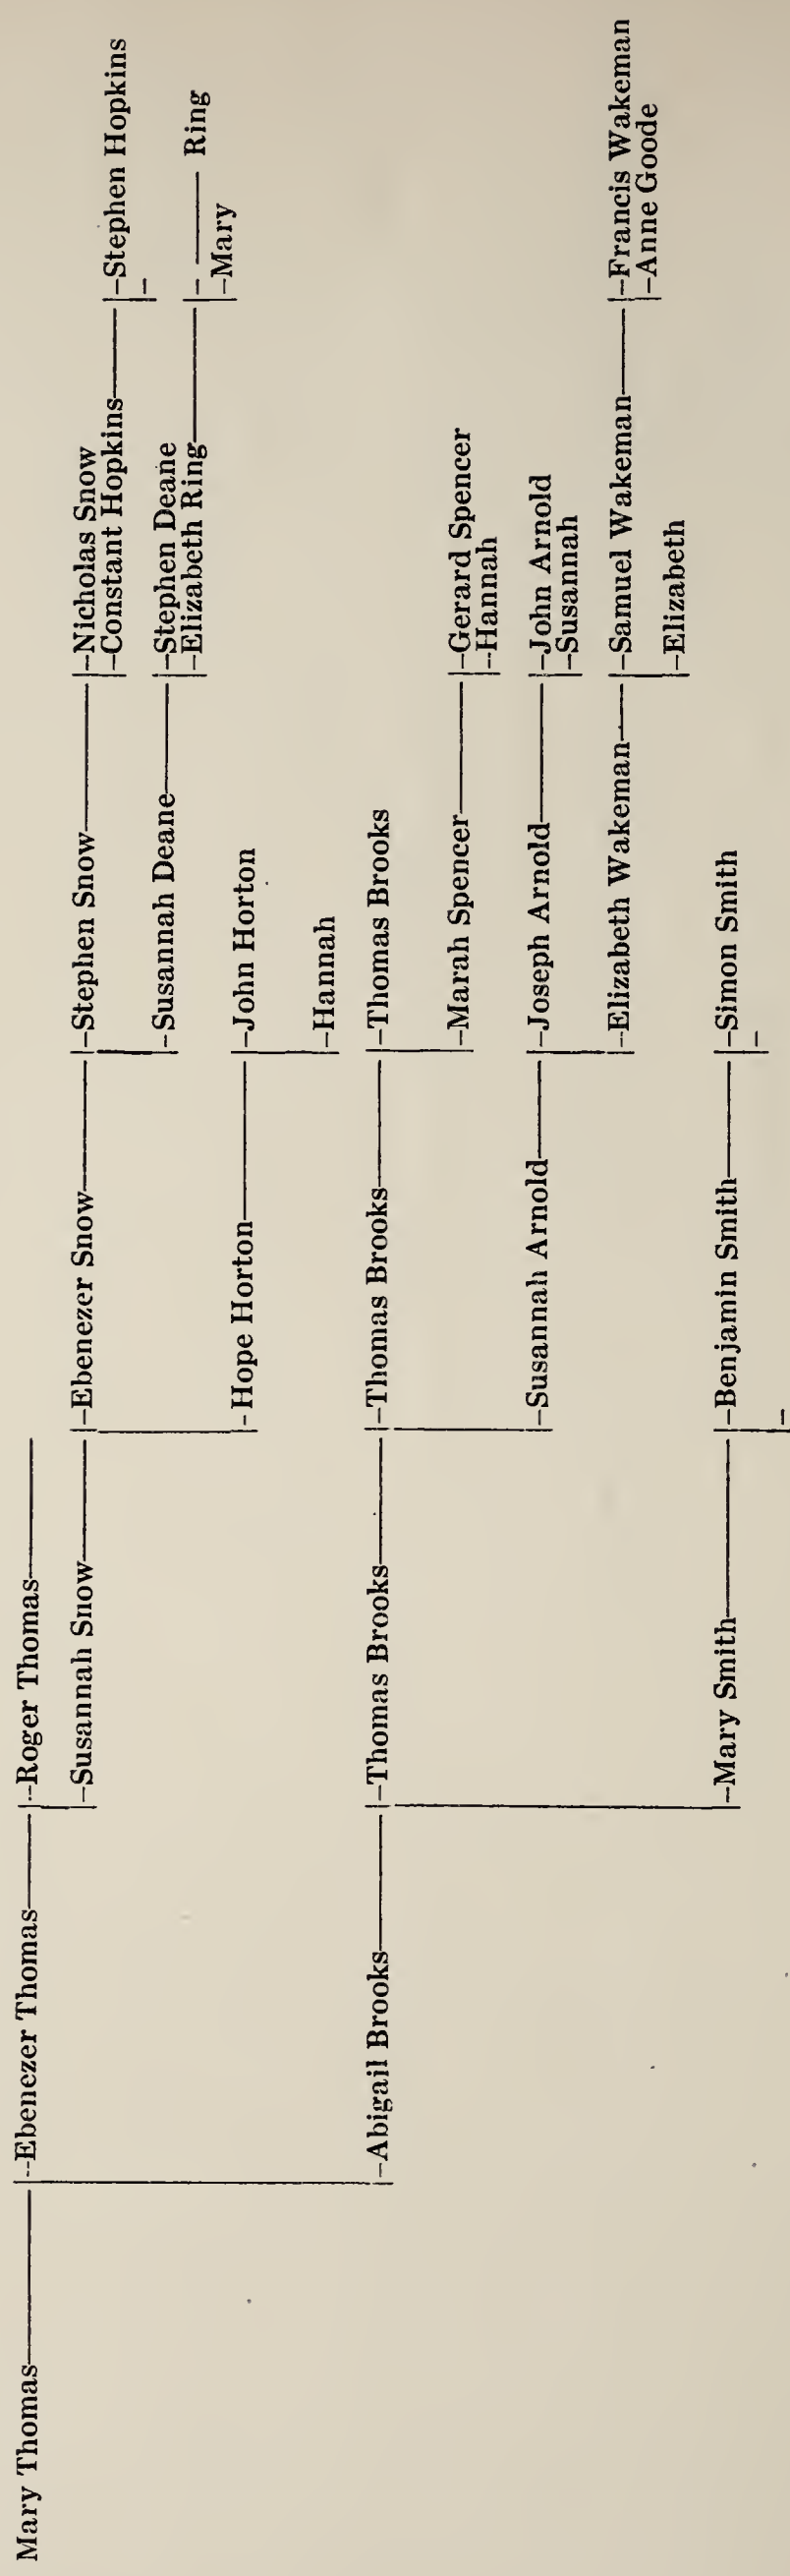 Mary Thomas
Ebenezer Thomas
Roger Thomas
Susannah Snow
Ebenezer Snow
Stephen Snow
Nicholas Snow
Constant Hopkins
Stephen Hopkins
Susannah Deane
Stephen Deane
Elizabeth Ring
Ring
Mary
Hope Horton
John Horton
Hannah
Abigail Brooks
Thomas Brooks
Thomas Brooks
Thomas Brooks
Marah Spencer
Gerard Spencer
Hannah
Susannah Arnold
Joseph Arnold
John Arnold
Susannah
Elizabeth Wakeman
Samuel Wakeman
Francis Wakeman
Anne Goode
Elizabeth
Mary Smith
Benjamin Smith
Simon Smith